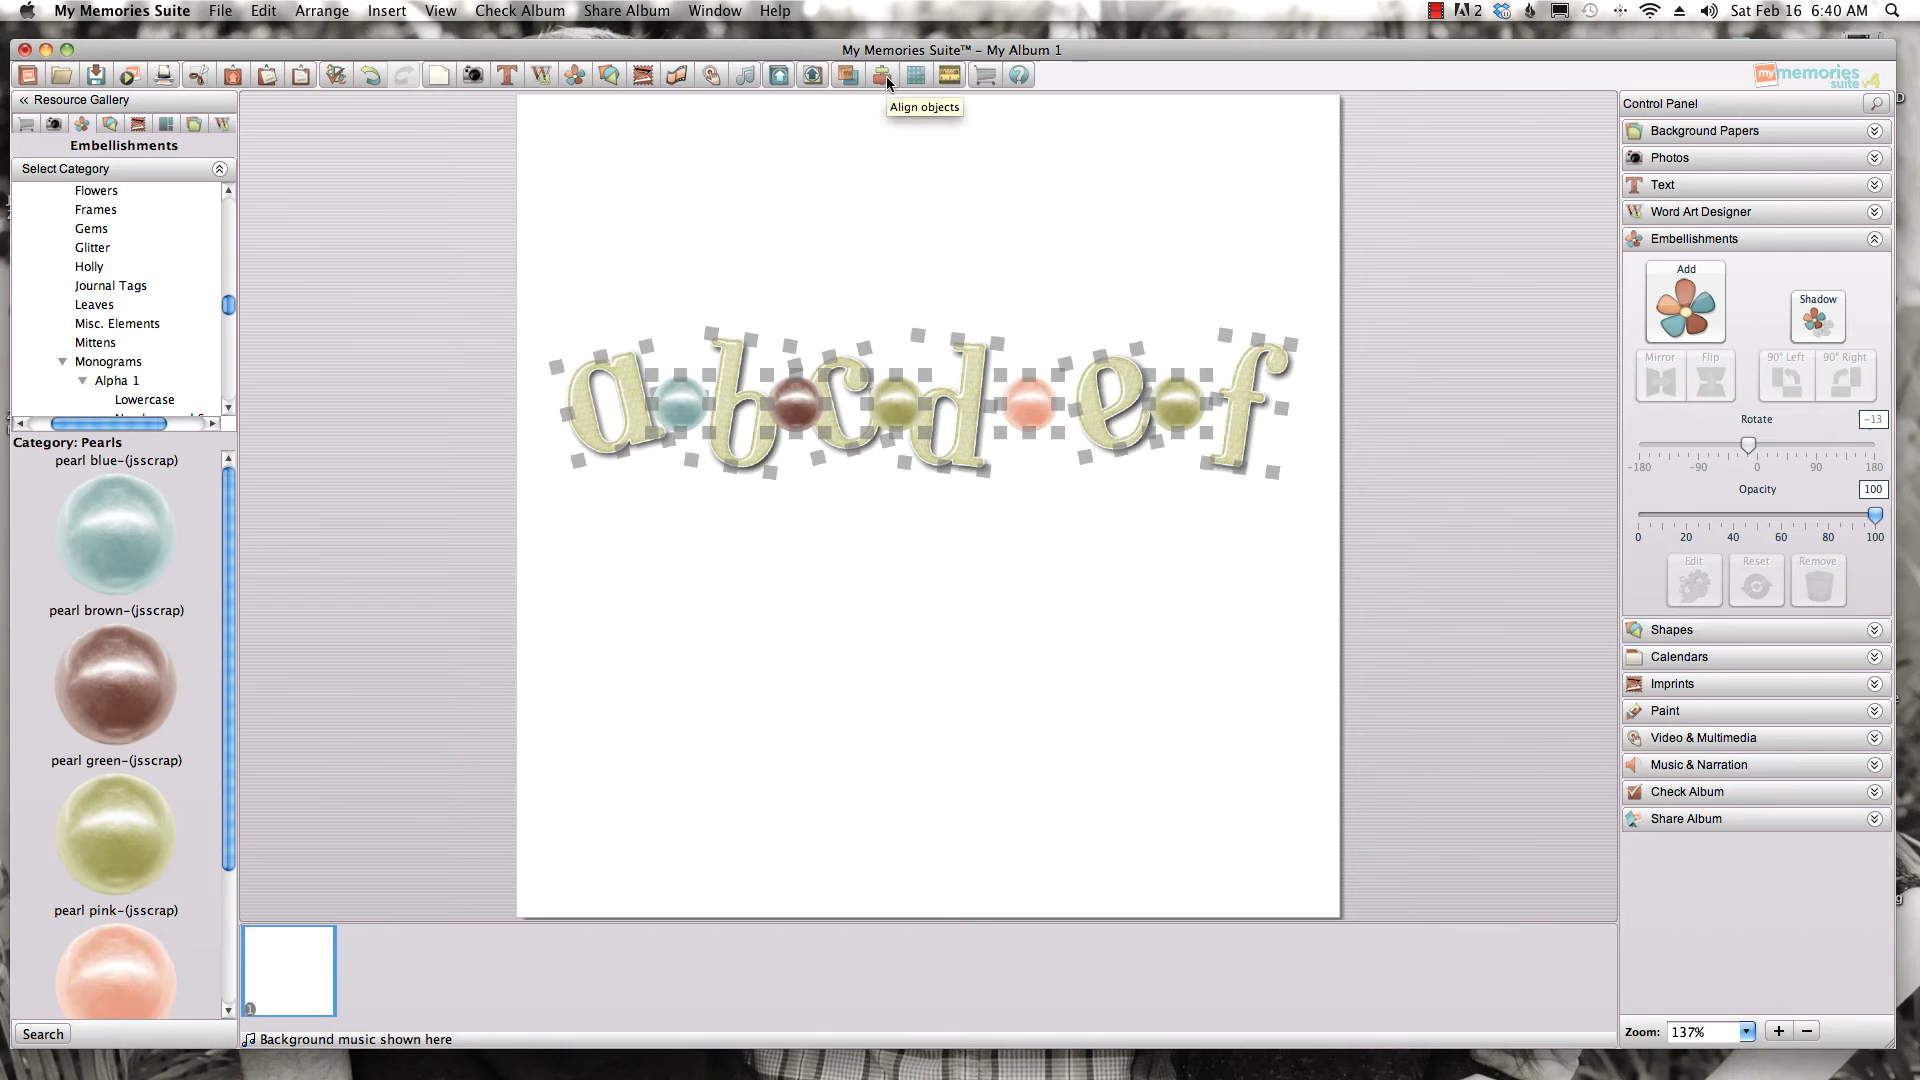 My Memories Suite File Edit Arrange Insert View Check Album Share Album Window Help 2 Sat Feb 16 6:40 AM
My Memories Suite™ – My Album 1
mymemories
suite v4
Align objects
« Resource Gallery
Embellishments
Select Category
Flowers
Frames
Gems
Glitter
Holly
Journal Tags
Leaves
Misc. Elements
Mittens
Monograms
Alpha 1
Lowercase
Category: Pearls
pearl blue-(jsscrap)
pearl brown-(jsscrap)
pearl green-(jsscrap)
pearl pink-(jsscrap)
Search
a b c d e f
1
Background music shown here
Control Panel
Background Papers
Photos
Text
Word Art Designer
Embellishments
Add
Shadow
Mirror Flip 90° Left 90° Right
Rotate -13
-180 -90 0 90 180
Opacity 100
0 20 40 60 80 100
Edit Reset Remove
Shapes
Calendars
Imprints
Paint
Video & Multimedia
Music & Narration
Check Album
Share Album
Zoom: 137% + −